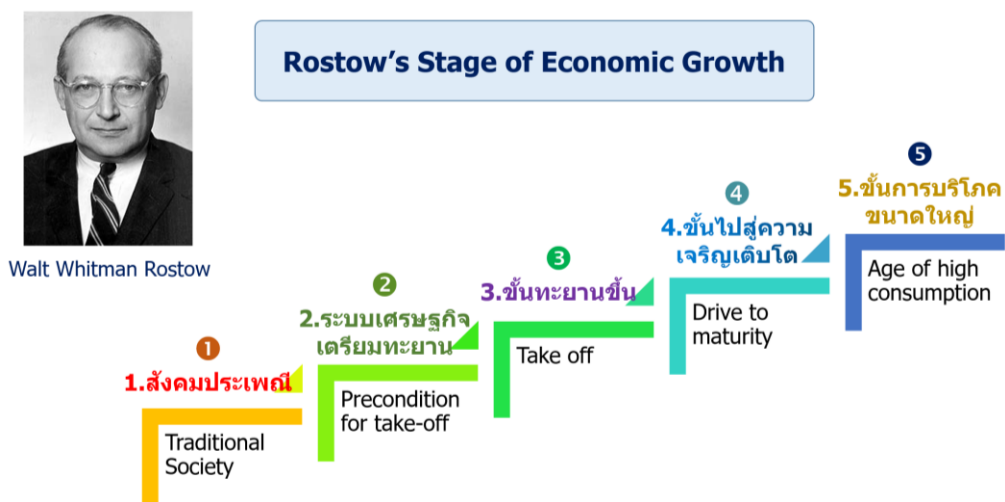 Rostow's Stage of Economic Growth
Walt Whitman Rostow
❶
1.สังคมประเพณี
Traditional
Society
❷
2.ระบบเศรษฐกิจ
เตรียมทะยาน
Precondition
for take-off
❸
3.ขั้นทะยานขึ้น
Take off
❹
4.ขั้นไปสู่ความ
เจริญเติบโต
Drive to
maturity
❺
5.ขั้นการบริโภค
ขนาดใหญ่
Age of high
consumption